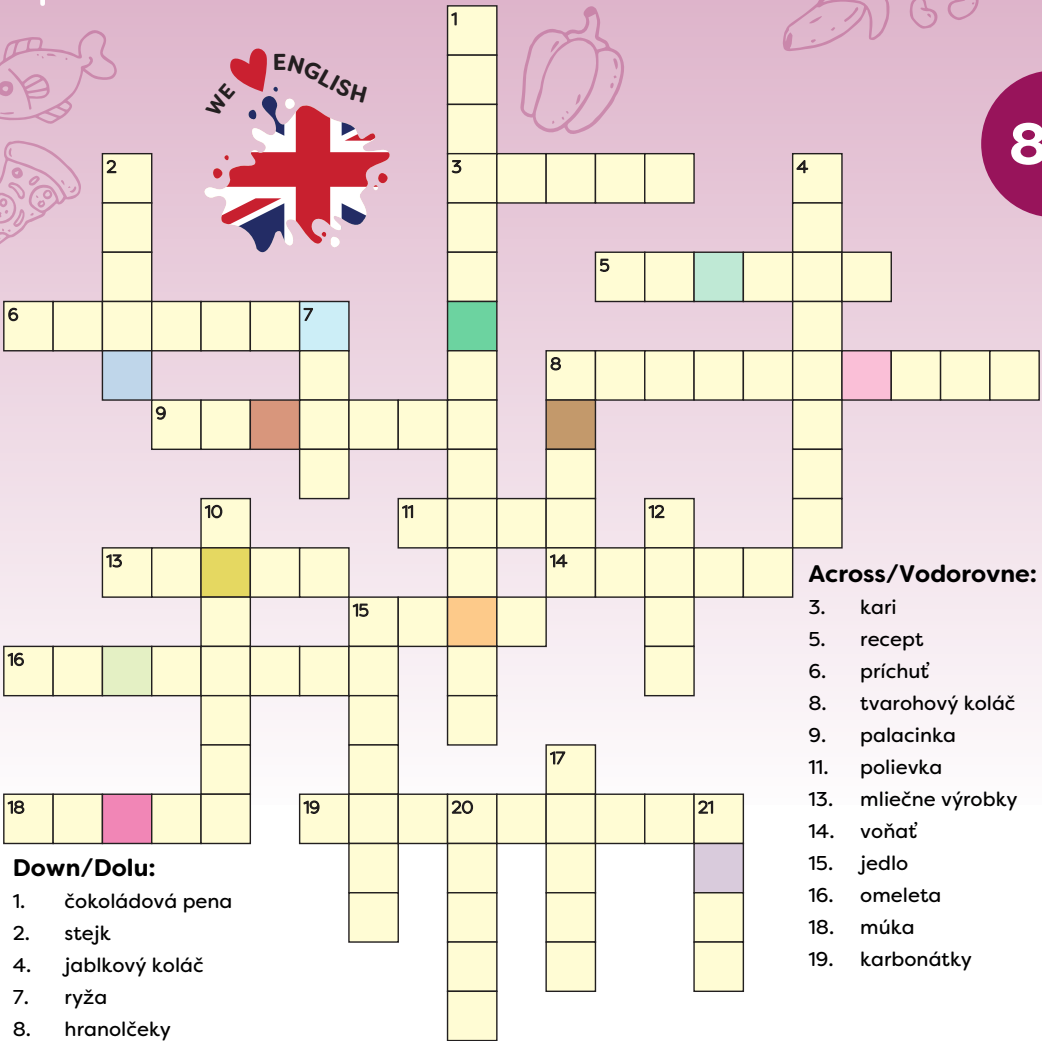 WE ENGLISH
1
2
3
4
8
5
6
7
8
9
10
11
12
13
14
15
16
17
18
19
20
21
Across/Vodorovne:
3. kari
5. recept
6. príchuť
8. tvarohový koláč
9. palacinka
11. polievka
13. mliečne výrobky
14. voňať
15. jedlo
16. omeleta
18. múka
19. karbonátky
Down/Dolu:
1. čokoládová pena
2. stejk
4. jablkový koláč
7. ryža
8. hranolčeky